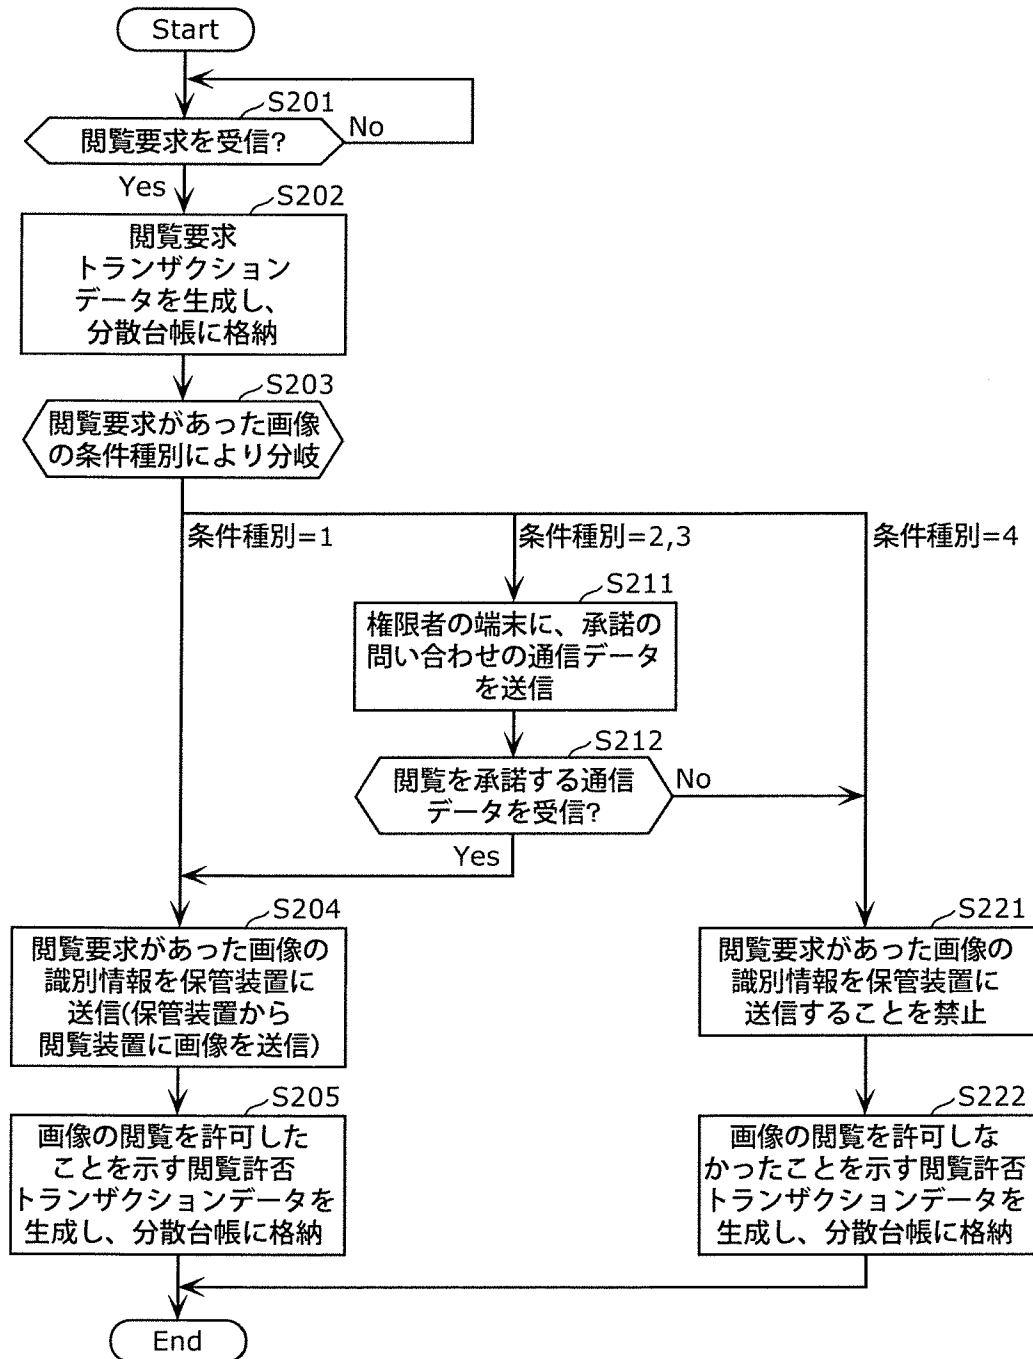 Start
S201
閲覧要求を受信?
No
Yes
S202
閲覧要求
トランザクション
データを生成し、
分散台帳に格納
S203
閲覧要求があった画像
の条件種別により分岐
条件種別=1
条件種別=2,3
条件種別=4
S211
権限者の端末に、承諾の
問い合わせの通信データ
を送信
S212
閲覧を承諾する通信
データを受信?
No
Yes
S204
閲覧要求があった画像の
識別情報を保管装置に
送信(保管装置から
閲覧装置に画像を送信)
S221
閲覧要求があった画像の
識別情報を保管装置に
送信することを禁止
S205
画像の閲覧を許可した
ことを示す閲覧許否
トランザクションデータを
生成し、分散台帳に格納
S222
画像の閲覧を許可しな
かったことを示す閲覧許否
トランザクションデータを
生成し、分散台帳に格納
End